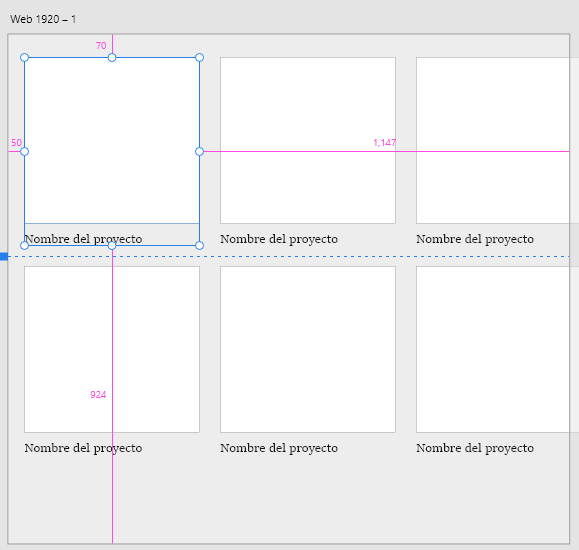 Web 1920 – 1
70
50
1,147
Nombre del proyecto
Nombre del proyecto
Nombre del proyecto
924
Nombre del proyecto
Nombre del proyecto
Nombre del proyecto